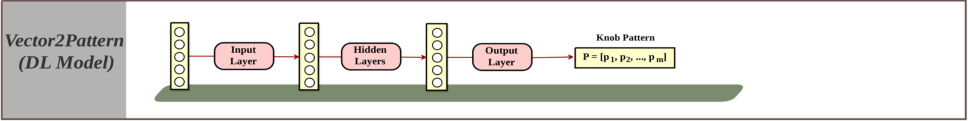 Vector2Pattern
(DL Model)
Input
Layer
Hidden
Layers
Output
Layer
Knob Pattern
P = [p1, p2, ..., pm]